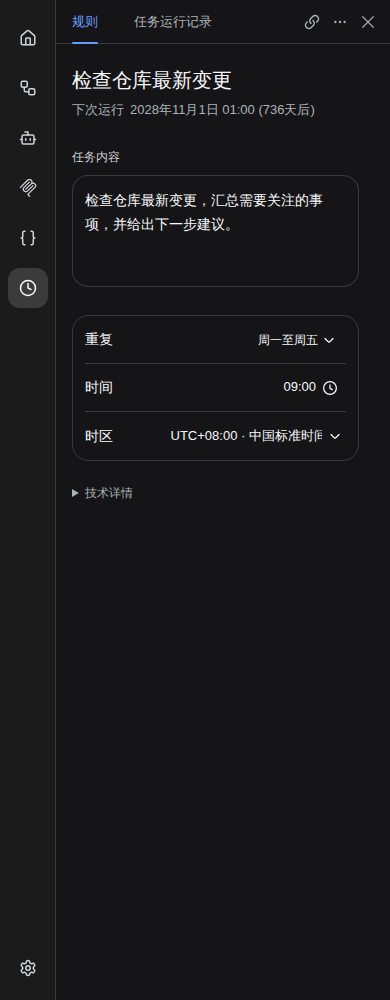 规则 任务运行记录
检查仓库最新变更
下次运行 2028年11月1日 01:00 (736天后)
任务内容
检查仓库最新变更，汇总需要关注的事
项，并给出下一步建议。
重复 周一至周五
时间 09:00
时区 UTC+08:00 · 中国标准时间
技术详情